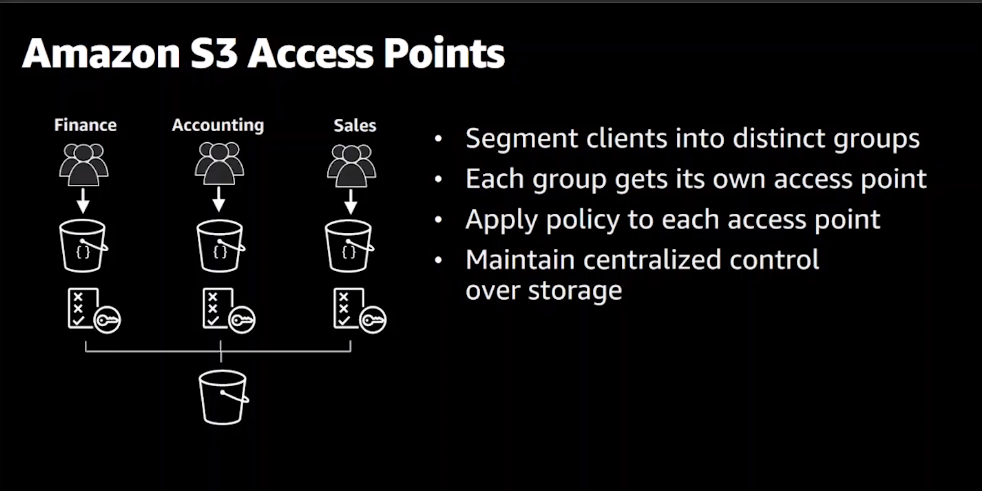 Amazon S3 Access Points
Finance
Accounting
Sales
{}
{}
{}
• Segment clients into distinct groups
• Each group gets its own access point
• Apply policy to each access point
• Maintain centralized control
over storage